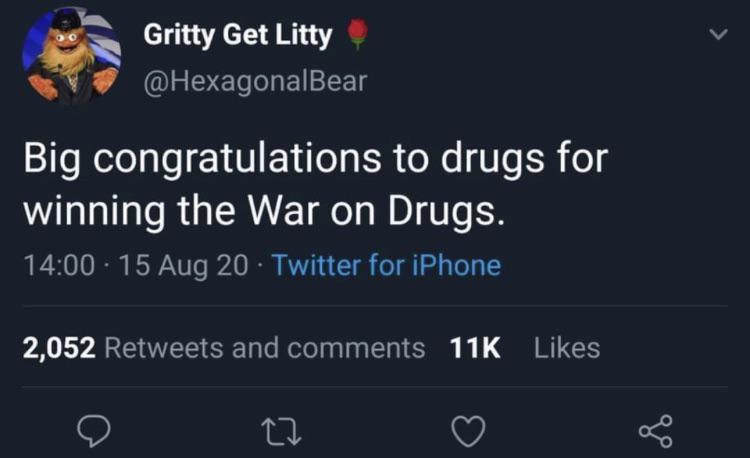 Gritty Get Litty 🌹
@HexagonalBear
Big congratulations to drugs for
winning the War on Drugs.
14:00 · 15 Aug 20 · Twitter for iPhone
2,052 Retweets and comments 11K Likes